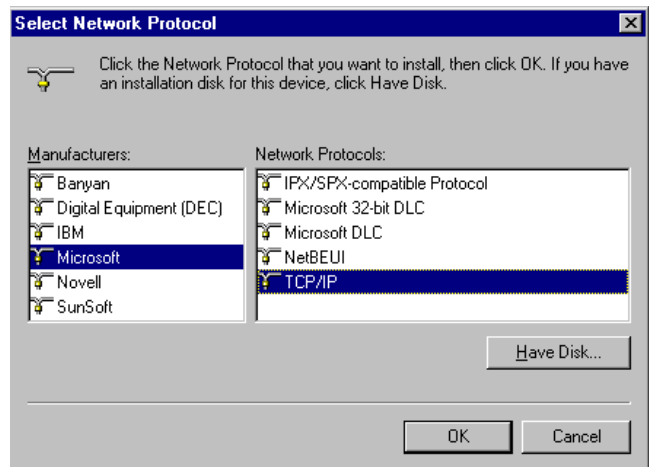 Select Network Protocol
Click the Network Protocol that you want to install, then click OK. If you have
an installation disk for this device, click Have Disk.
Manufacturers:
Banyan
Digital Equipment (DEC)
IBM
Microsoft
Novell
SunSoft
Network Protocols:
IPX/SPX-compatible Protocol
Microsoft 32-bit DLC
Microsoft DLC
NetBEUI
TCP/IP
Have Disk...
OK
Cancel